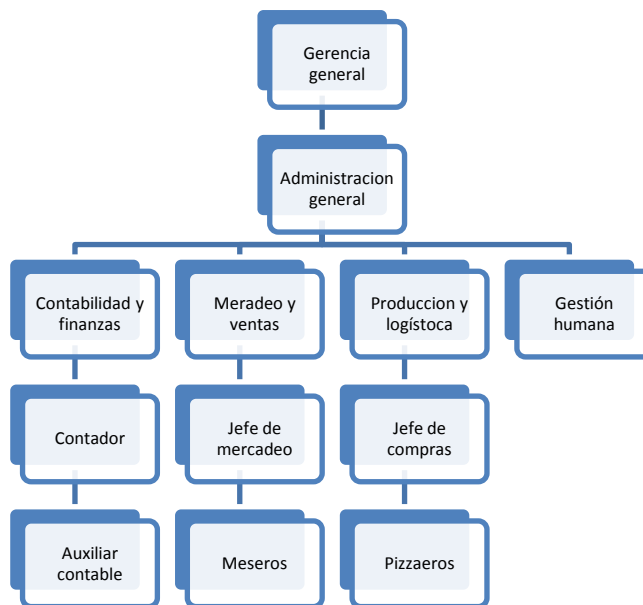 Gerencia
general
Administracion
general
Contabilidad y
finanzas
Meradeo y
ventas
Produccion y
logístoca
Gestión
humana
Contador
Jefe de
mercadeo
Jefe de
compras
Auxiliar
contable
Meseros
Pizzaeros